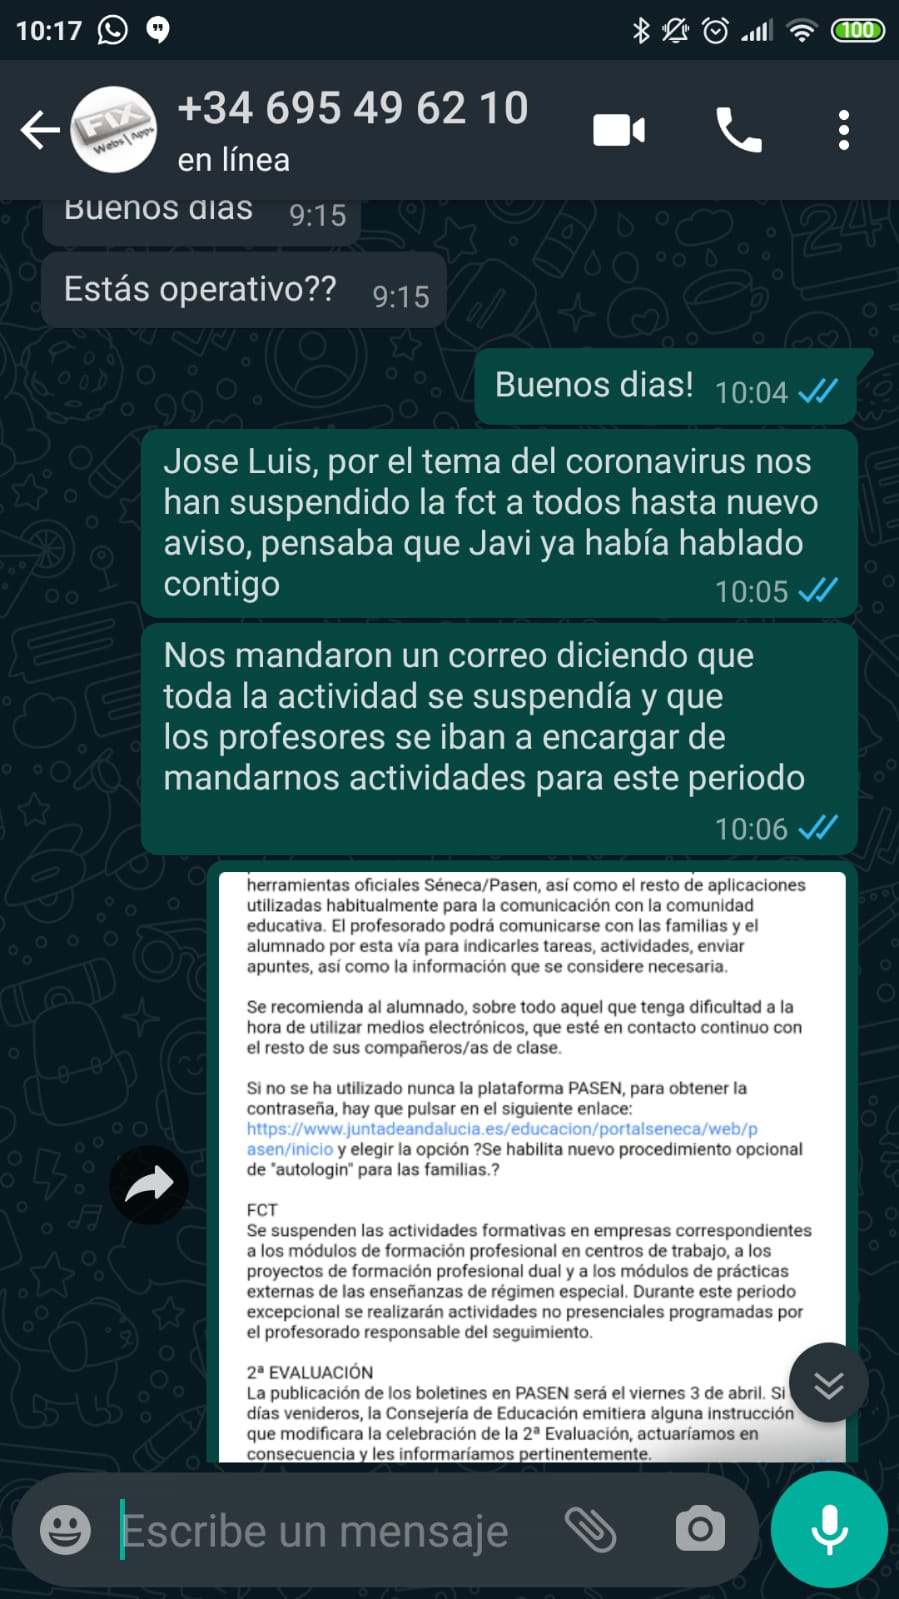 10:17
100
+34 695 49 62 10
en línea
FIX
Webs | Apps
Buenos dias 9:15
Estás operativo?? 9:15
Buenos dias! 10:04
Jose Luis, por el tema del coronavirus nos
han suspendido la fct a todos hasta nuevo
aviso, pensaba que Javi ya había hablado
contigo 10:05
Nos mandaron un correo diciendo que
toda la actividad se suspendía y que
los profesores se iban a encargar de
mandarnos actividades para este periodo
10:06
herramientas oficiales Séneca/Pasen, así como el resto de aplicaciones
utilizadas habitualmente para la comunicación con la comunidad
educativa. El profesorado podrá comunicarse con las familias y el
alumnado por esta vía para indicarles tareas, actividades, enviar
apuntes, así como la información que se considere necesaria.
Se recomienda al alumnado, sobre todo aquel que tenga dificultad a la
hora de utilizar medios electrónicos, que esté en contacto continuo con
el resto de sus compañeros/as de clase.
Si no se ha utilizado nunca la plataforma PASEN, para obtener la
contraseña, hay que pulsar en el siguiente enlace:
https://www.juntadeandalucia.es/educacion/portalseneca/web/p
asen/inicio y elegir la opción ?Se habilita nuevo procedimiento opcional
de "autologin" para las familias.?
FCT
Se suspenden las actividades formativas en empresas correspondientes
a los módulos de formación profesional en centros de trabajo, a los
proyectos de formación profesional dual y a los módulos de prácticas
externas de las enseñanzas de régimen especial. Durante este periodo
excepcional se realizarán actividades no presenciales programadas por
el profesorado responsable del seguimiento.
2ª EVALUACIÓN
La publicación de los boletines en PASEN será el viernes 3 de abril. Si
días venideros, la Consejería de Educación emitiera alguna instrucción
que modificara la celebración de la 2ª Evaluación, actuaríamos en
consecuencia y les informaríamos pertinentemente.
Escribe un mensaje